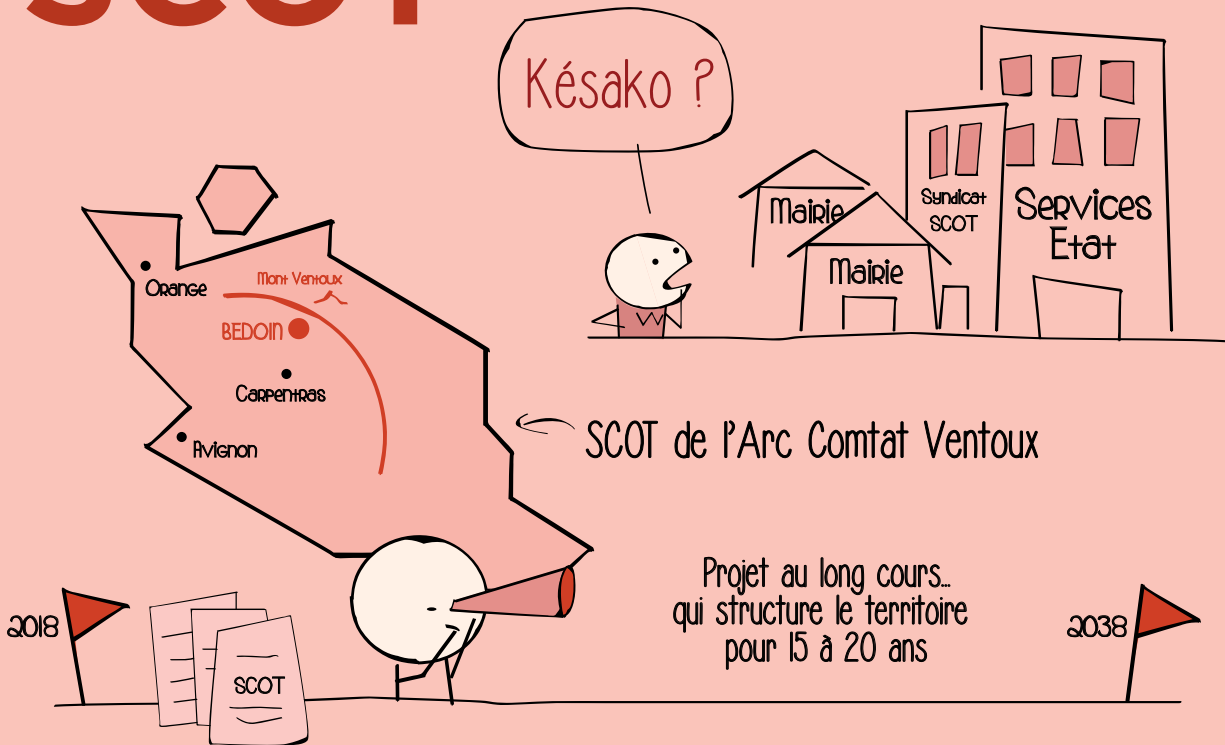 SCOT
Késako ?
Mairie
Mairie
Syndicat
SCOT
Services
Etat
Orange
Mont Ventoux
BEDOIN
Carpentras
Avignon
SCOT de l'Arc Comtat Ventoux
Projet au long cours...
qui structure le territoire
pour 15 à 20 ans
2018
SCOT
2038